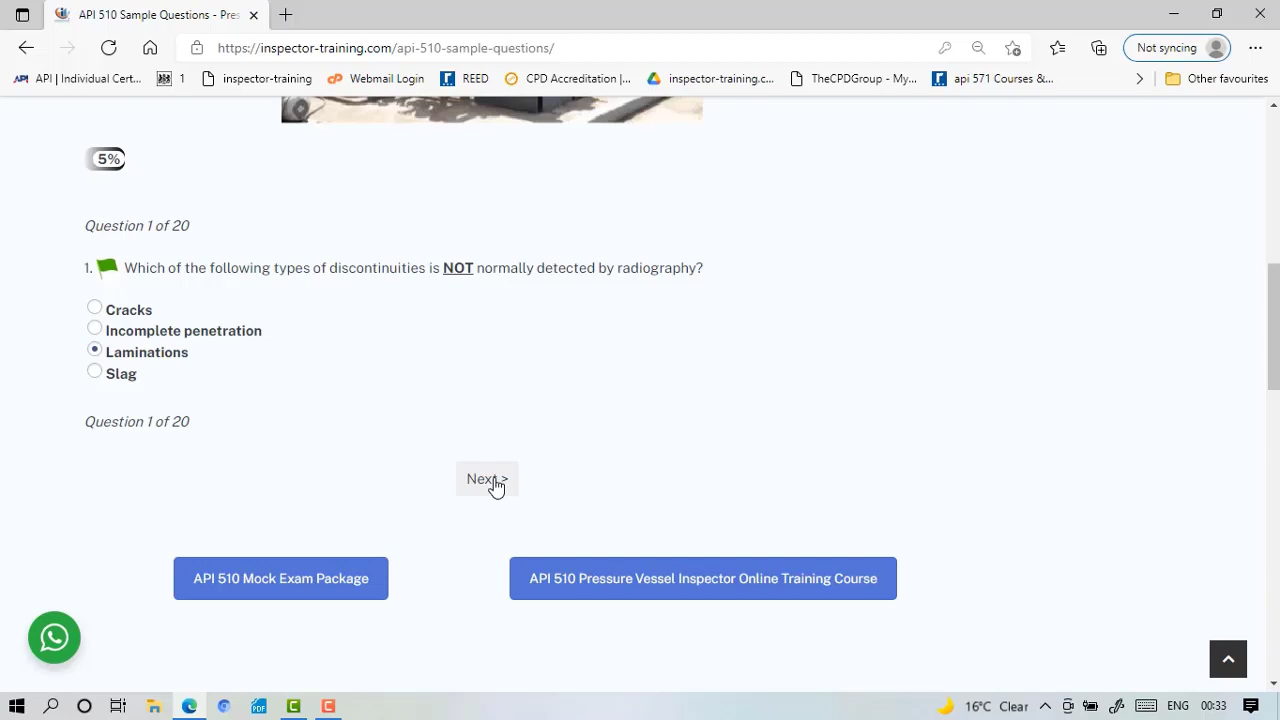 API 510 Sample Questions - Pres
https://inspector-training.com/api-510-sample-questions/
Not syncing
API | Individual Cert...
1
inspector-training
Webmail Login
REED
CPD Accreditation |...
inspector-training.c...
TheCPDGroup - My...
api 571 Courses &...
Other favourites
5%
Question 1 of 20
1. Which of the following types of discontinuities is NOT normally detected by radiography?
Cracks
Incomplete penetration
Laminations
Slag
Question 1 of 20
Next >
API 510 Mock Exam Package
API 510 Pressure Vessel Inspector Online Training Course
16°C Clear
ENG
00:33